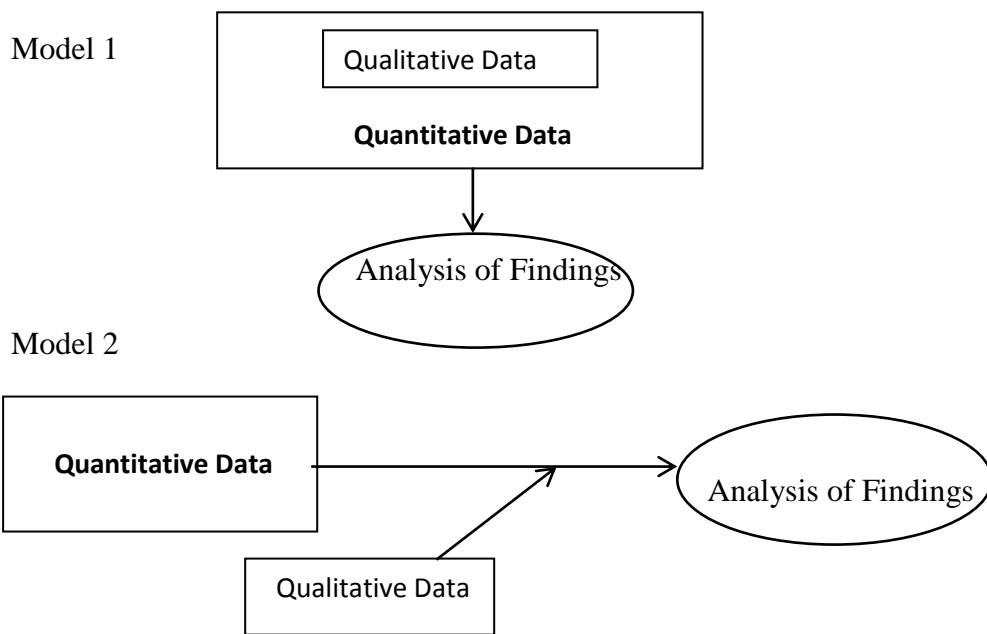 Model 1
Qualitative Data
Quantitative Data
Analysis of Findings
Model 2
Quantitative Data
Analysis of Findings
Qualitative Data